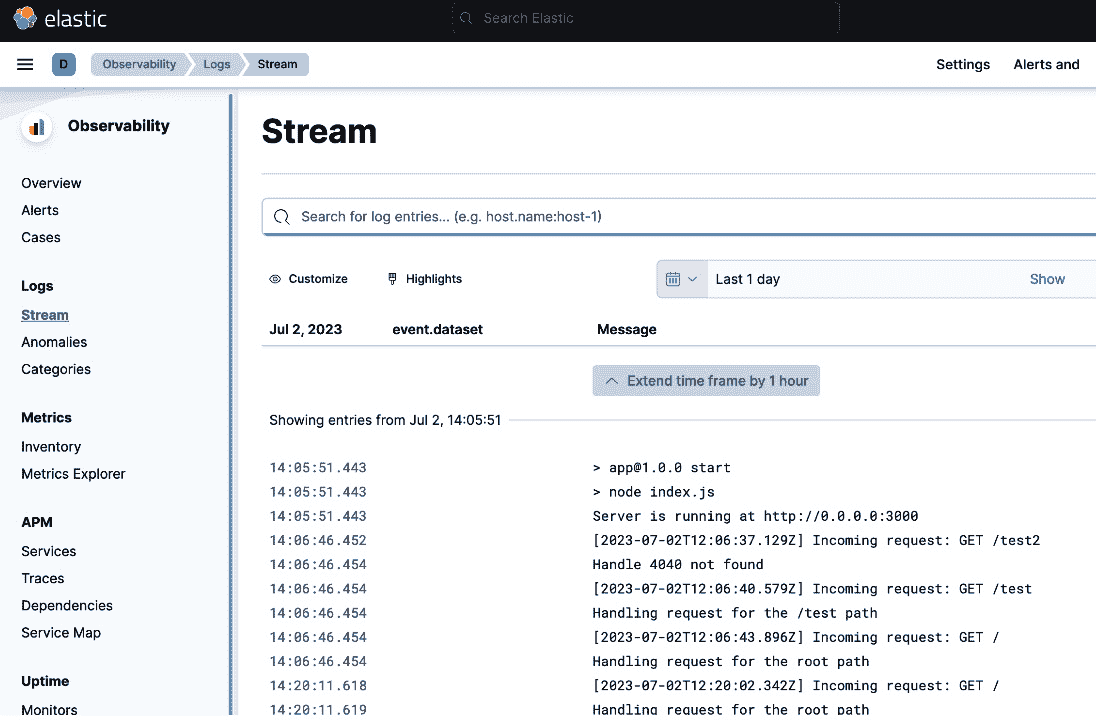 elastic
Search Elastic
D
Observability Logs Stream
Settings Alerts and
Observability
Overview
Alerts
Cases
Logs
Stream
Anomalies
Categories
Metrics
Inventory
Metrics Explorer
APM
Services
Traces
Dependencies
Service Map
Uptime
Monitors
Stream
Search for log entries... (e.g. host.name:host-1)
Customize Highlights
Last 1 day Show
Jul 2, 2023 event.dataset Message
Extend time frame by 1 hour
Showing entries from Jul 2, 14:05:51
14:05:51.443 > app@1.0.0 start
14:05:51.443 > node index.js
14:05:51.443 Server is running at http://0.0.0.0:3000
14:06:46.452 [2023-07-02T12:06:37.129Z] Incoming request: GET /test2
14:06:46.454 Handle 4040 not found
14:06:46.454 [2023-07-02T12:06:40.579Z] Incoming request: GET /test
14:06:46.454 Handling request for the /test path
14:06:46.454 [2023-07-02T12:06:43.896Z] Incoming request: GET /
14:06:46.454 Handling request for the root path
14:20:11.618 [2023-07-02T12:20:02.342Z] Incoming request: GET /
14:20:11.619 Handling request for the root path